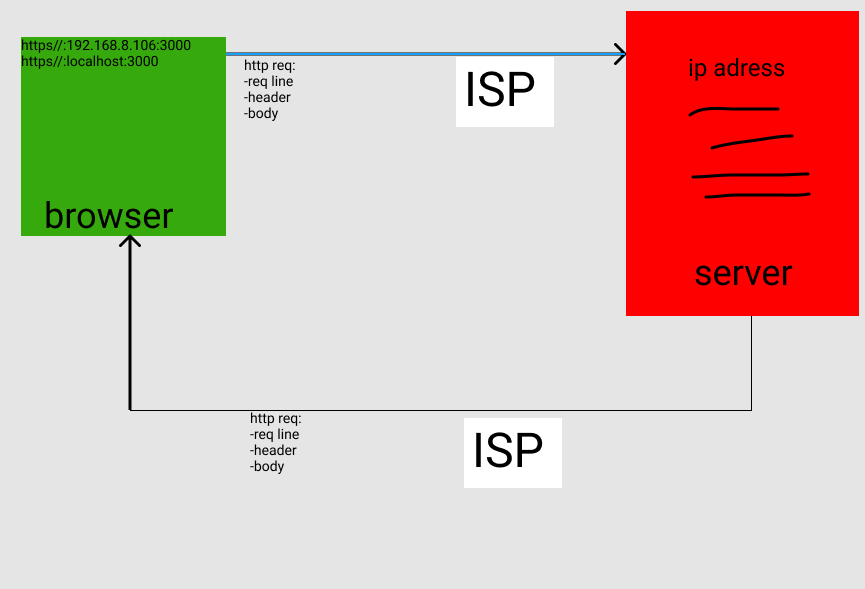 https//:192.168.8.106:3000
https//:localhost:3000
browser
http req:
-req line
-header
-body
ISP
ip adress
server
http req:
-req line
-header
-body
ISP